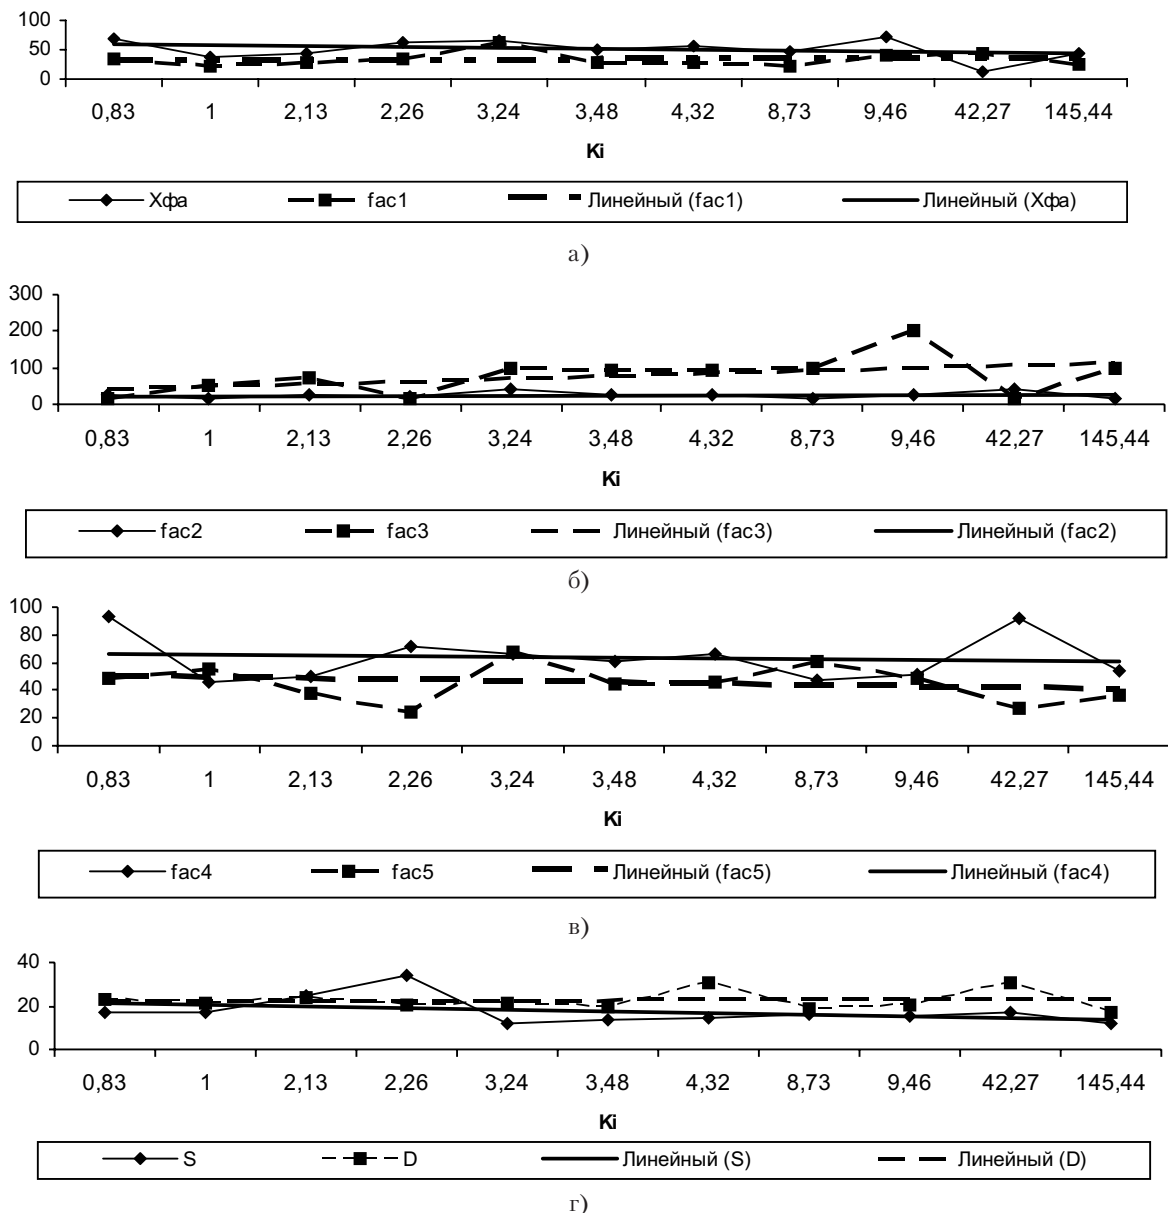 100
50
0
0,83 1 2,13 2,26 3,24 3,48 4,32 8,73 9,46 42,27 145,44
Ki
Хфа fac1 Линейный (fac1) Линейный (Хфа)
а)
300
200
100
0
0,83 1 2,13 2,26 3,24 3,48 4,32 8,73 9,46 42,27 145,44
Ki
fac2 fac3 Линейный (fac3) Линейный (fac2)
б)
100
80
60
40
20
0
0,83 1 2,13 2,26 3,24 3,48 4,32 8,73 9,46 42,27 145,44
Ki
fac4 fac5 Линейный (fac5) Линейный (fac4)
в)
40
20
0
0,83 1 2,13 2,26 3,24 3,48 4,32 8,73 9,46 42,27 145,44
Ki
S D Линейный (S) Линейный (D)
г)